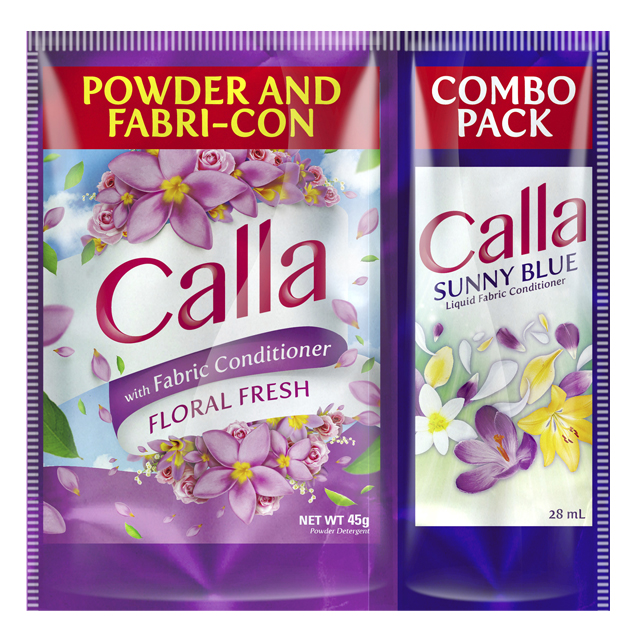 POWDER AND
FABRI-CON
Calla
with Fabric Conditioner
FLORAL FRESH
NET WT 45g
Powder Detergent
COMBO
PACK
Calla
SUNNY BLUE
Liquid Fabric Conditioner
28 mL